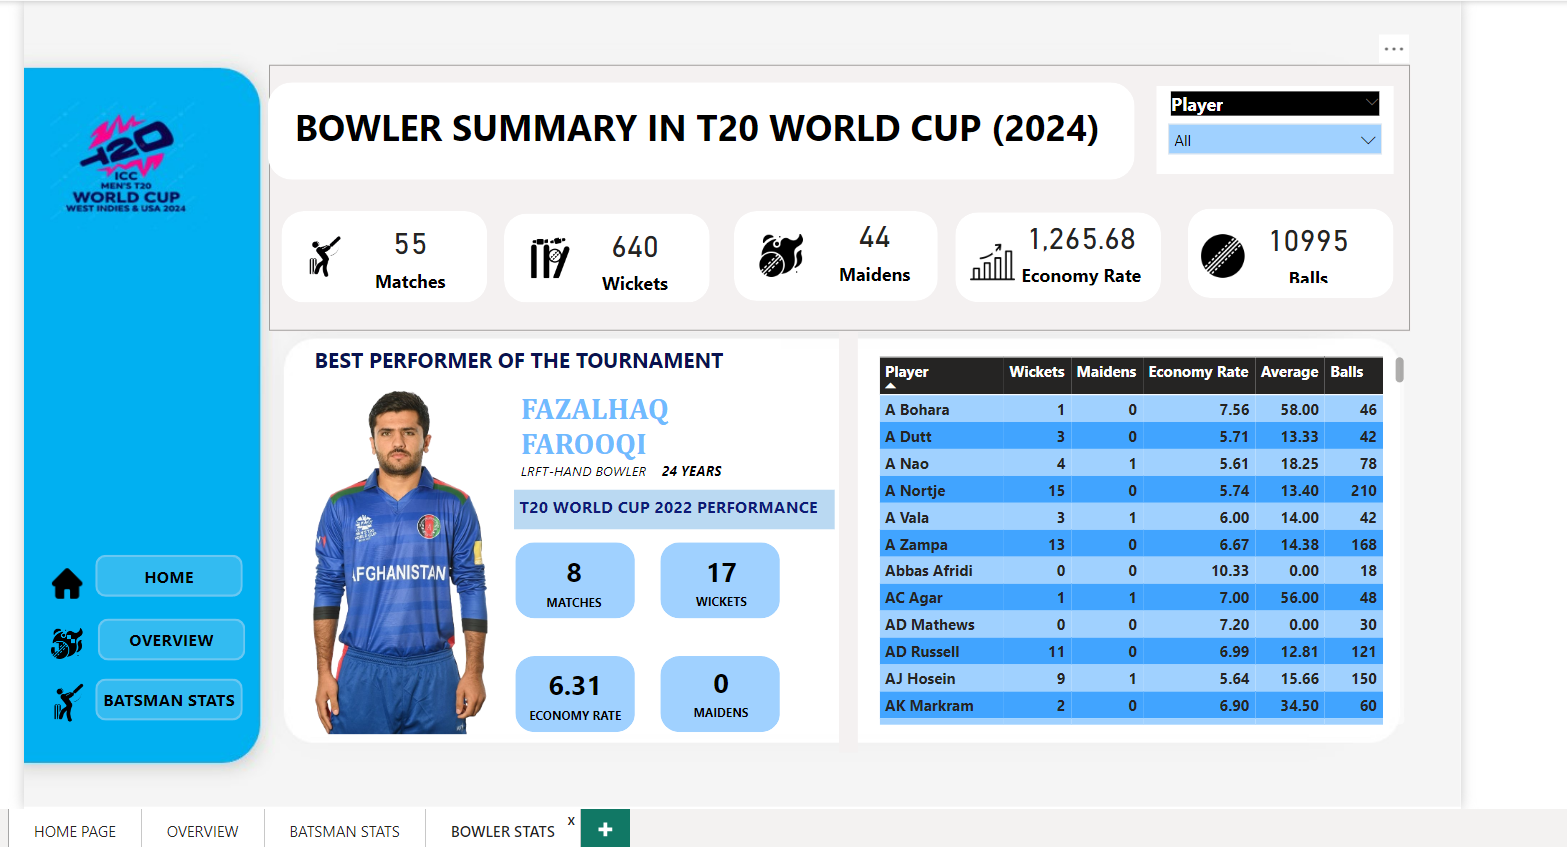 ...
T20
ICC
MEN'S T20
WORLD CUP
WEST INDIES & USA 2024
HOME
OVERVIEW
BATSMAN STATS
BOWLER SUMMARY IN T20 WORLD CUP (2024)
Player
All
55
Matches
640
Wickets
44
Maidens
1,265.68
Economy Rate
10995
Balls
BEST PERFORMER OF THE TOURNAMENT
FAZALHAQ
FAROOQI
LRFT-HAND BOWLER 24 YEARS
T20 WORLD CUP 2022 PERFORMANCE
8
MATCHES
17
WICKETS
6.31
ECONOMY RATE
0
MAIDENS
AFGHANISTAN
Player Wickets Maidens Economy Rate Average Balls
A Bohara 1 0 7.56 58.00 46
A Dutt 3 0 5.71 13.33 42
A Nao 4 1 5.61 18.25 78
A Nortje 15 0 5.74 13.40 210
A Vala 3 1 6.00 14.00 42
A Zampa 13 0 6.67 14.38 168
Abbas Afridi 0 0 10.33 0.00 18
AC Agar 1 1 7.00 56.00 48
AD Mathews 0 0 7.20 0.00 30
AD Russell 11 0 6.99 12.81 121
AJ Hosein 9 1 5.64 15.66 150
AK Markram 2 0 6.90 34.50 60
HOME PAGE
OVERVIEW
BATSMAN STATS
BOWLER STATS x
+